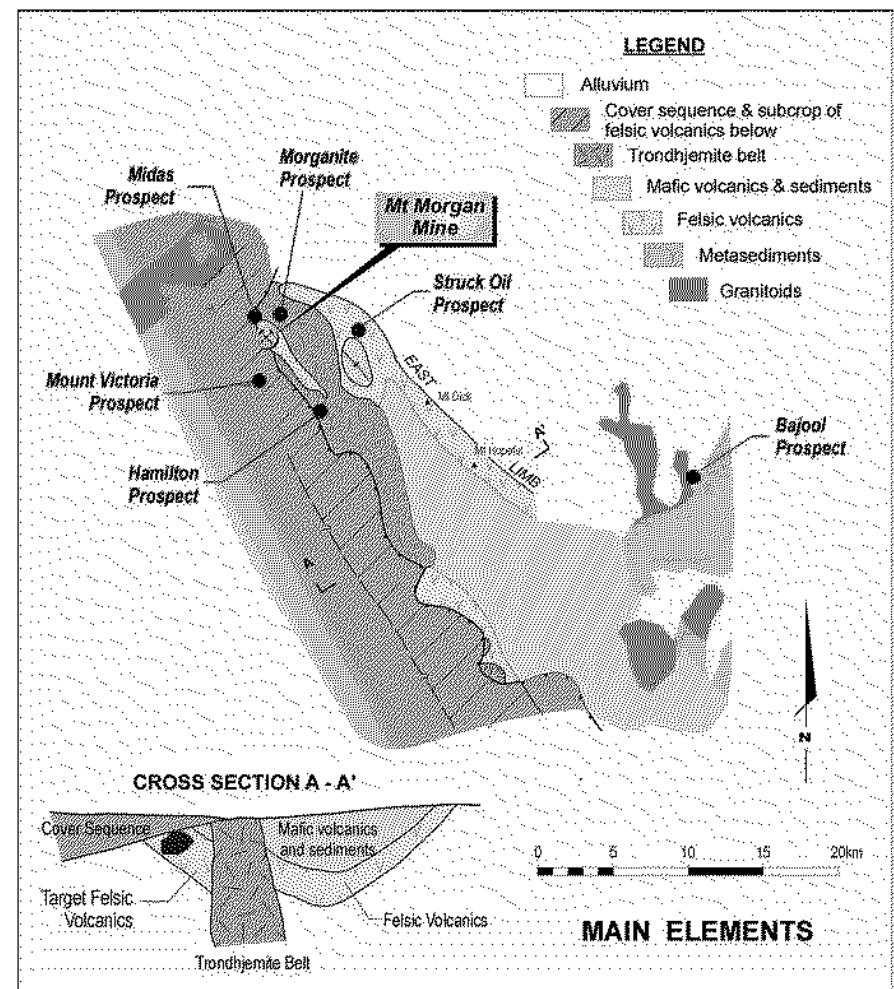 LEGEND
Alluvium
Cover sequence & subcrop of
felsic volcanics below
Trondhjemite belt
Mafic volcanics & sediments
Felsic volcanics
Metasediments
Granitoids
Midas
Prospect
Morganite
Prospect
Mt Morgan
Mine
Struck Oil
Prospect
Mount Victoria
Prospect
Hamilton
Prospect
EAST
LIMB
Mt Dick
Mt Hopeful
A'
A
Bajool
Prospect
N
CROSS SECTION A - A'
Cover Sequence
Mafic volcanics
and sediments
Target Felsic
Volcanics
Felsic Volcanics
Trondhjemite Belt
0 5 10 15 20km
MAIN ELEMENTS